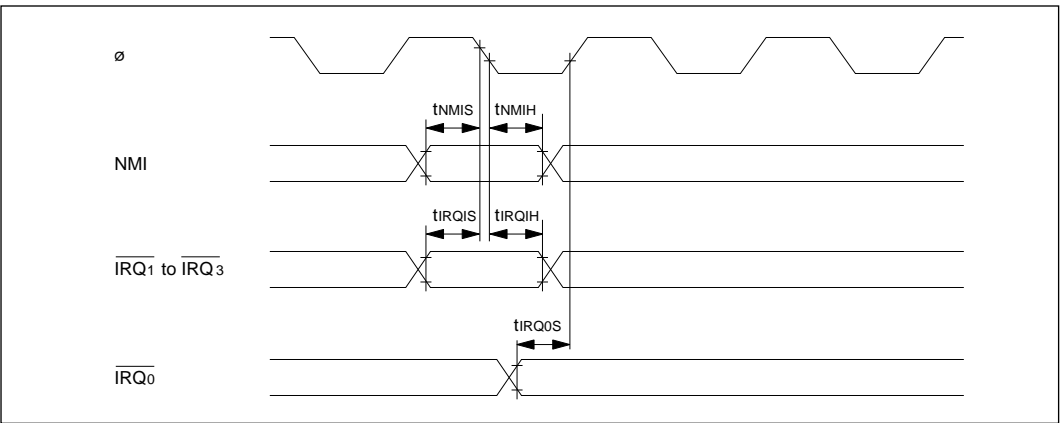 ø
tNMIS tNMIH
NMI
tIRQIS tIRQIH
IRQ1 to IRQ3
tIRQ0S
IRQ0